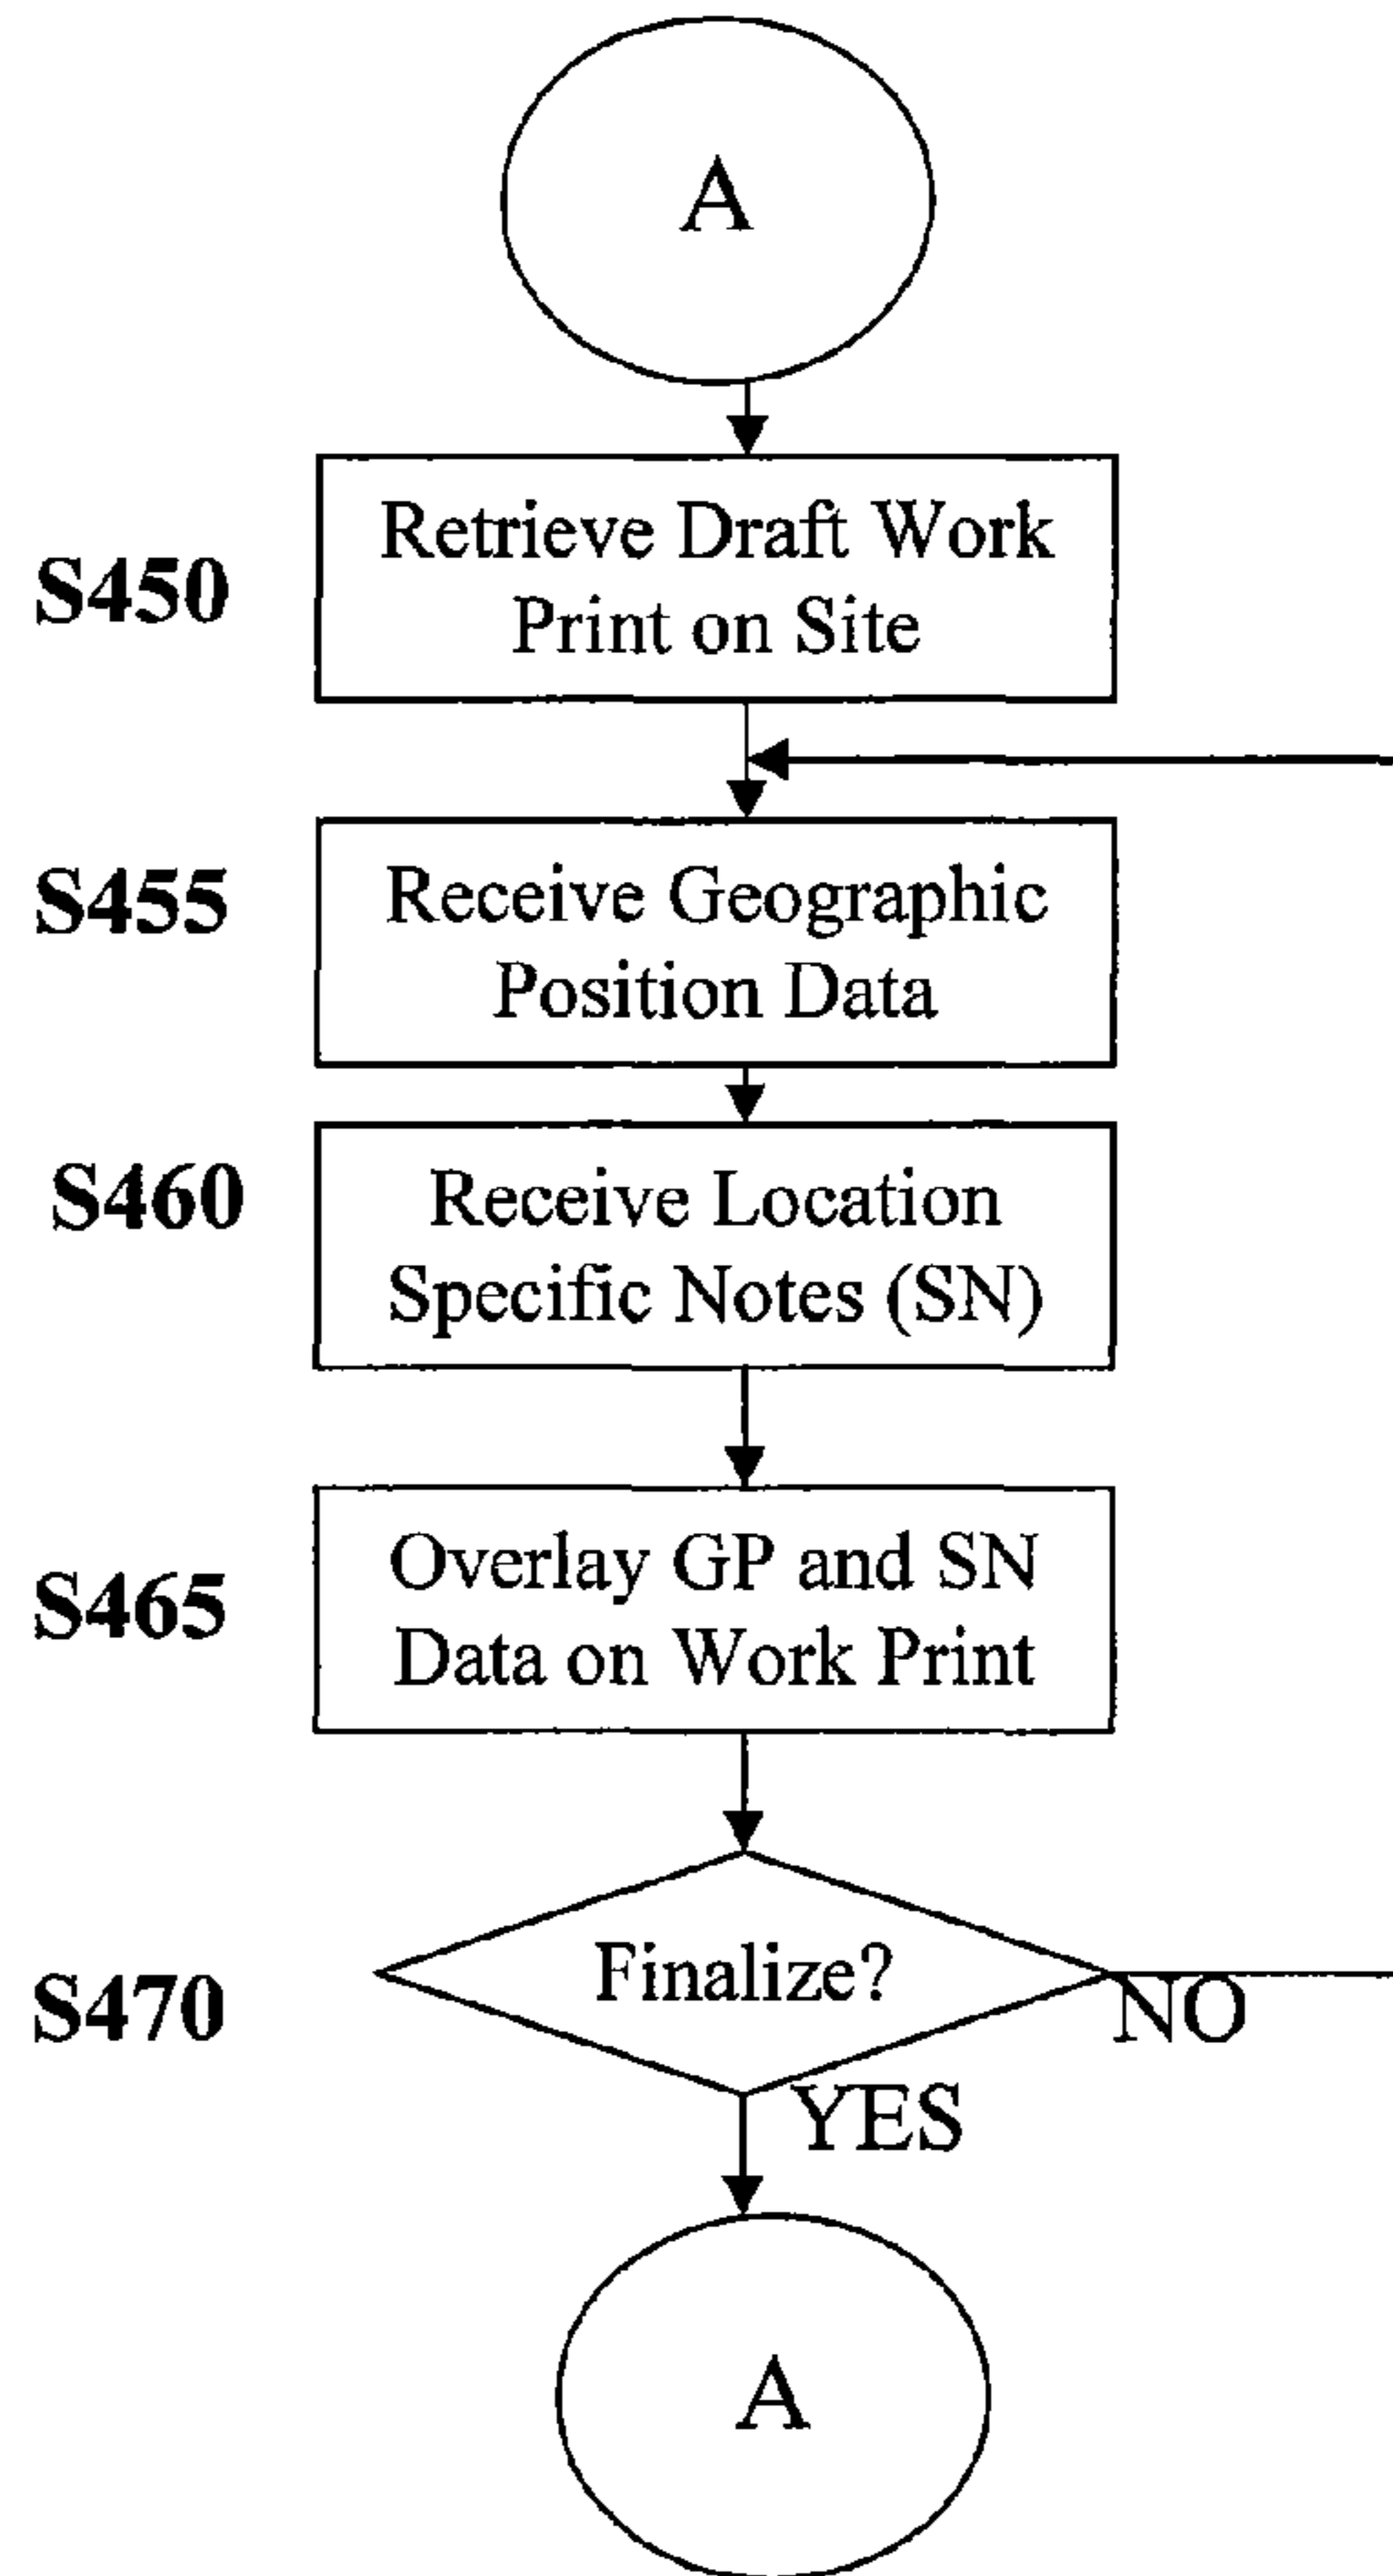 A
S450
Retrieve Draft Work
Print on Site
S455
Receive Geographic
Position Data
S460
Receive Location
Specific Notes (SN)
S465
Overlay GP and SN
Data on Work Print
S470
Finalize?
NO
YES
A